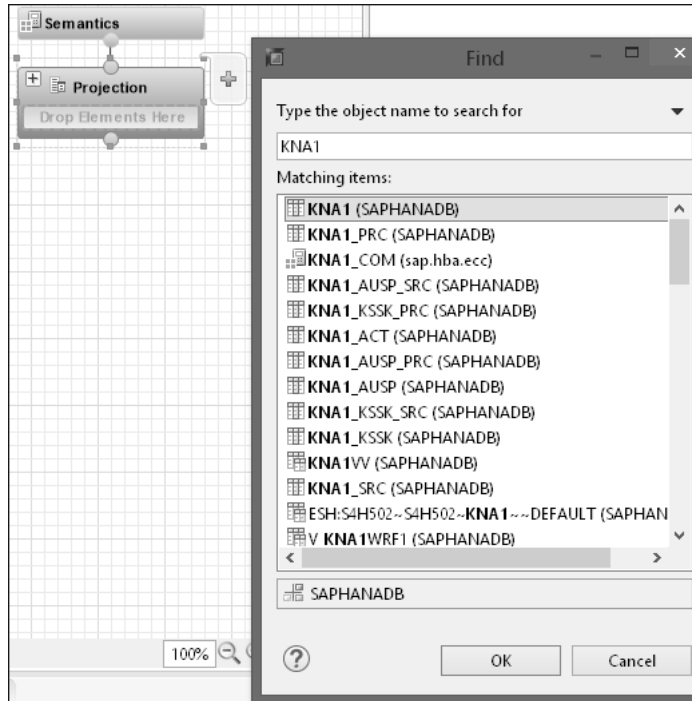 Semantics
Projection
Drop Elements Here
100%
Find
Type the object name to search for
KNA1
Matching items:
KNA1 (SAPHANADB)
KNA1_PRC (SAPHANADB)
KNA1_COM (sap.hba.ecc)
KNA1_AUSP_SRC (SAPHANADB)
KNA1_KSSK_PRC (SAPHANADB)
KNA1_ACT (SAPHANADB)
KNA1_AUSP_PRC (SAPHANADB)
KNA1_AUSP (SAPHANADB)
KNA1_KSSK_SRC (SAPHANADB)
KNA1_KSSK (SAPHANADB)
KNA1VV (SAPHANADB)
KNA1_SRC (SAPHANADB)
ESH:S4H502~S4H502~KNA1~~DEFAULT (SAPHAN
V_KNA1WRF1 (SAPHANADB)
SAPHANADB
OK
Cancel